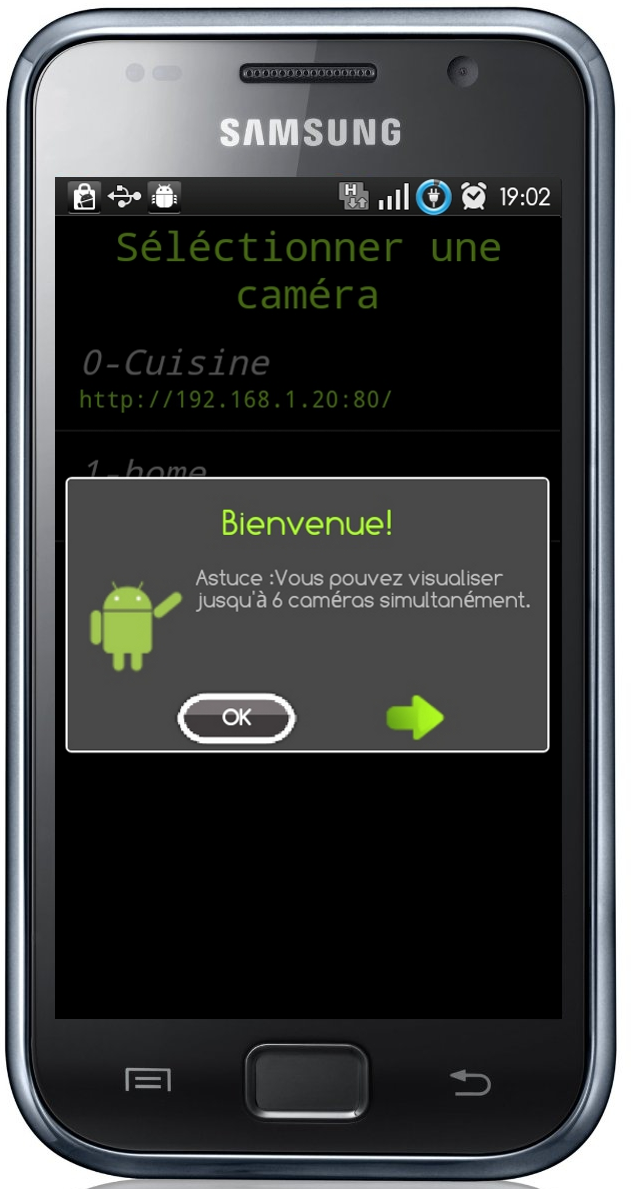 SAMSUNG
H
19:02
Séléctionner une
caméra
0-Cuisine
http://192.168.1.20:80/
1-home
Bienvenue!
Astuce :Vous pouvez visualiser
jusqu'à 6 caméras simultanément.
OK